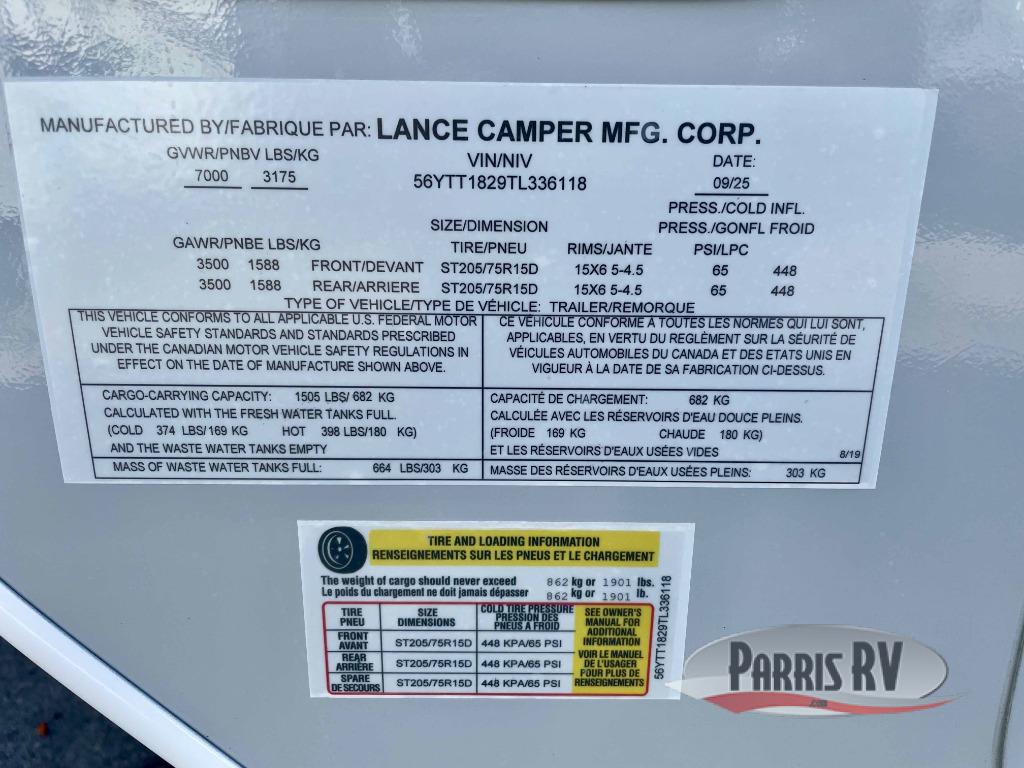 MANUFACTURED BY/FABRIQUE PAR: LANCE CAMPER MFG. CORP.
GVWR/PNBV LBS/KG VIN/NIV DATE:
7000 3175 56YTT1829TL336118 09/25
PRESS./COLD INFL.
SIZE/DIMENSION PRESS./GONFL FROID
GAWR/PNBE LBS/KG TIRE/PNEU RIMS/JANTE PSI/LPC
3500 1588 FRONT/DEVANT ST205/75R15D 15X6 5-4.5 65 448
3500 1588 REAR/ARRIERE ST205/75R15D 15X6 5-4.5 65 448
TYPE OF VEHICLE/TYPE DE VÉHICLE: TRAILER/REMORQUE
THIS VEHICLE CONFORMS TO ALL APPLICABLE U.S. FEDERAL MOTOR
VEHICLE SAFETY STANDARDS AND STANDARDS PRESCRIBED
UNDER THE CANADIAN MOTOR VEHICLE SAFETY REGULATIONS IN
EFFECT ON THE DATE OF MANUFACTURE SHOWN ABOVE.
CE VÉHICULE CONFORME À TOUTES LES NORMES QUI LUI SONT,
APPLICABLES, EN VERTU DU REGLEMENT SUR LA SÉURITÉ DE
VÉICULES AUTOMOBILES DU CANADA ET DES ETATS UNIS EN
VIGUEUR À LA DATE DE SA FABRICATION CI-DESSUS.
CARGO-CARRYING CAPACITY: 1505 LBS/ 682 KG
CALCULATED WITH THE FRESH WATER TANKS FULL.
(COLD 374 LBS/169 KG HOT 398 LBS/180 KG)
AND THE WASTE WATER TANKS EMPTY
MASS OF WASTE WATER TANKS FULL: 664 LBS/303 KG
CAPACITÉ DE CHARGEMENT: 682 KG
CALCULÉE AVEC LES RÉSERVOIRS D'EAU DOUCE PLEINS.
(FROIDE 169 KG CHAUDE 180 KG)
ET LES RÉSERVOIRS D'EAUX USÉES VIDES 8/19
MASSE DES RÉSERVOIRS D'EAUX USÉES PLEINS: 303 KG
TIRE AND LOADING INFORMATION
RENSEIGNEMENTS SUR LES PNEUS ET LE CHARGEMENT
The weight of cargo should never exceed 862 kg or 1901 lbs.
Le poids du chargement ne doit jamais dépasser 862 kg or 1901 lb.
TIRE SIZE COLD TIRE PRESSURE
PNEU DIMENSIONS PRESSION DES
PNEUS A FROID
FRONT
AVANT ST205/75R15D 448 KPA/65 PSI
REAR
ARRIÈRE ST205/75R15D 448 KPA/65 PSI
SPARE
DE SECOURS ST205/75R15D 448 KPA/65 PSI
SEE OWNER'S
MANUAL FOR
ADDITIONAL
INFORMATION
VOIR LE MANUEL
DE L'USAGER
POUR PLUS DE
RENSEIGNEMENTS
56YTT1829TL336118
PARRIS RV
.com